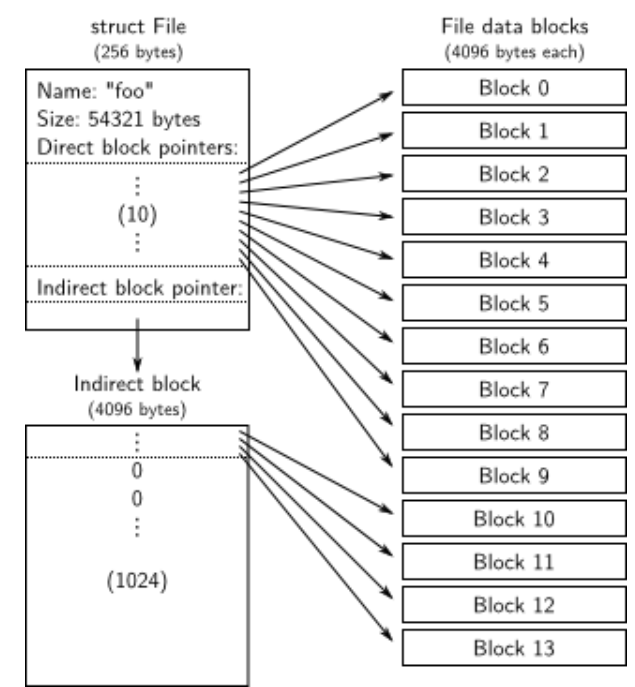 struct File
(256 bytes)
Name: "foo"
Size: 54321 bytes
Direct block pointers:
⋮
(10)
⋮
Indirect block pointer:
Indirect block
(4096 bytes)
⋮
0
0
⋮
(1024)
File data blocks
(4096 bytes each)
Block 0
Block 1
Block 2
Block 3
Block 4
Block 5
Block 6
Block 7
Block 8
Block 9
Block 10
Block 11
Block 12
Block 13